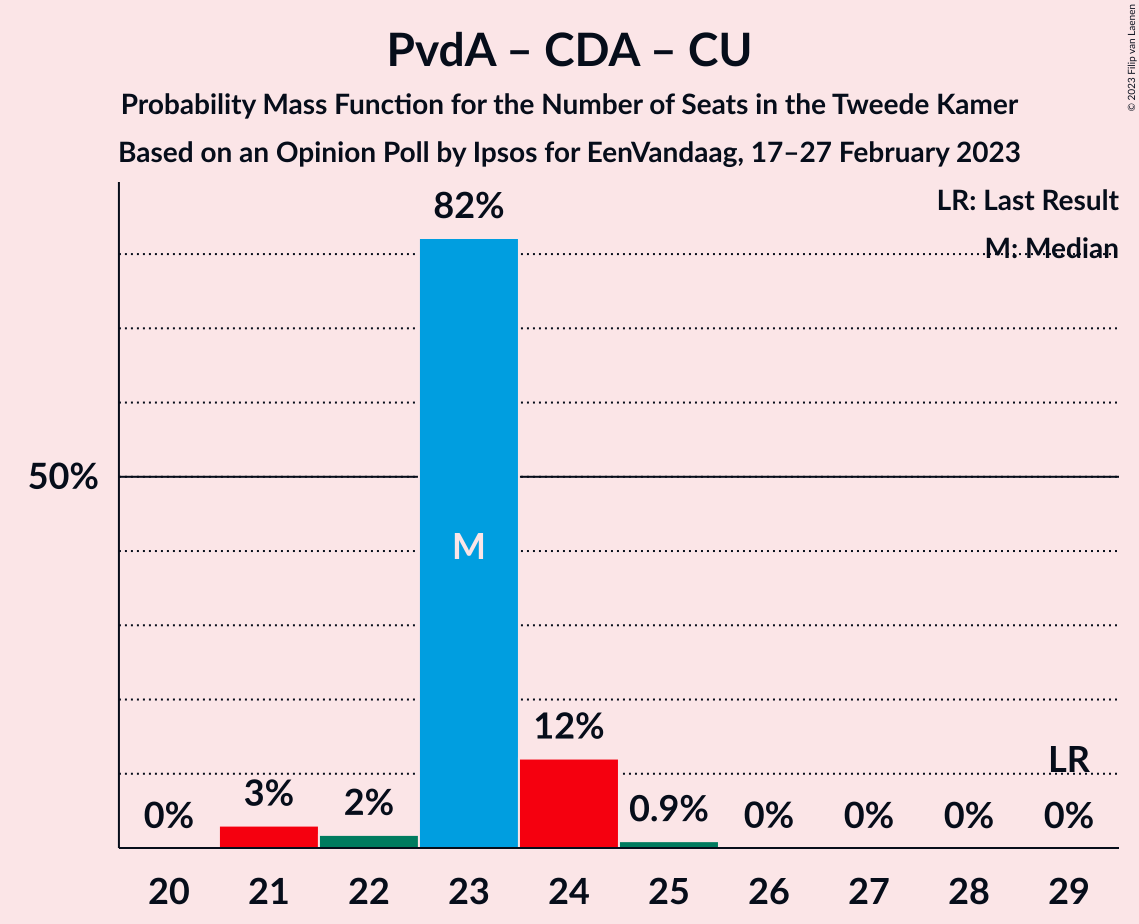 PvdA – CDA – CU
Probability Mass Function for the Number of Seats in the Tweede Kamer
Based on an Opinion Poll by Ipsos for EenVandaag, 17–27 February 2023
© 2023 Filip van Laenen
LR: Last Result
M: Median
82%
50%
M
12%
LR
0% 3% 2% 0.9% 0% 0% 0% 0%
20 21 22 23 24 25 26 27 28 29